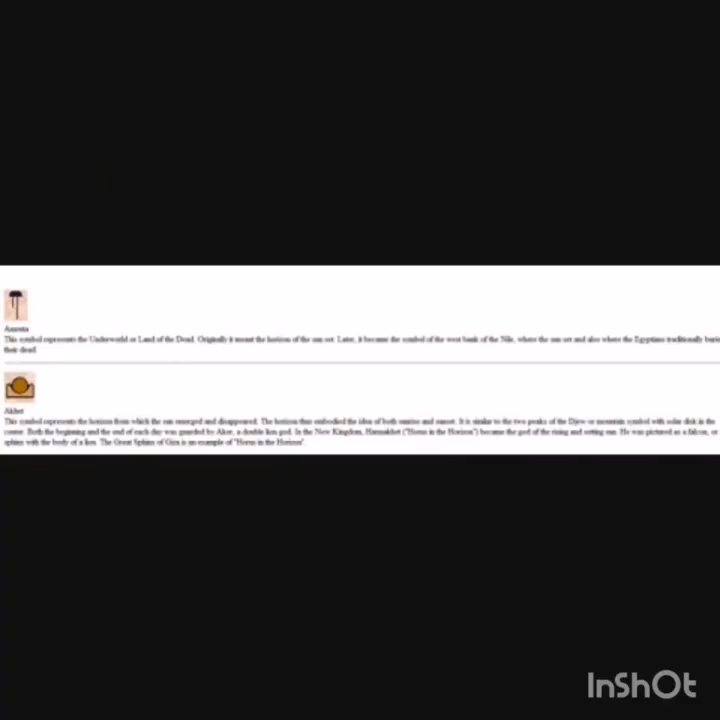 Amenta
This symbol represents the Underworld or Land of the Dead. Originally it meant the horizon of the sun set. Later, it became the symbol of the west bank of the Nile, where the sun set and also where the Egyptians traditionally burie
their dead
Akhet
This symbol represents the horizon from which the sun emerged and disappeared. The horizon thus embodied the idea of both sunrise and sunset. It is similar to the two peaks of the Djew or mountain symbol with solar disk in the
center. Both the beginning and the end of each day was guarded by Aker, a double lion god. In the New Kingdom, Harmakhet ("Horus in the Horizon") became the god of the rising and setting sun. He was pictured as a falcon, or
sphinx with the body of a lion. The Great Sphinx of Giza is an example of "Horus in the Horizon".
InShOt